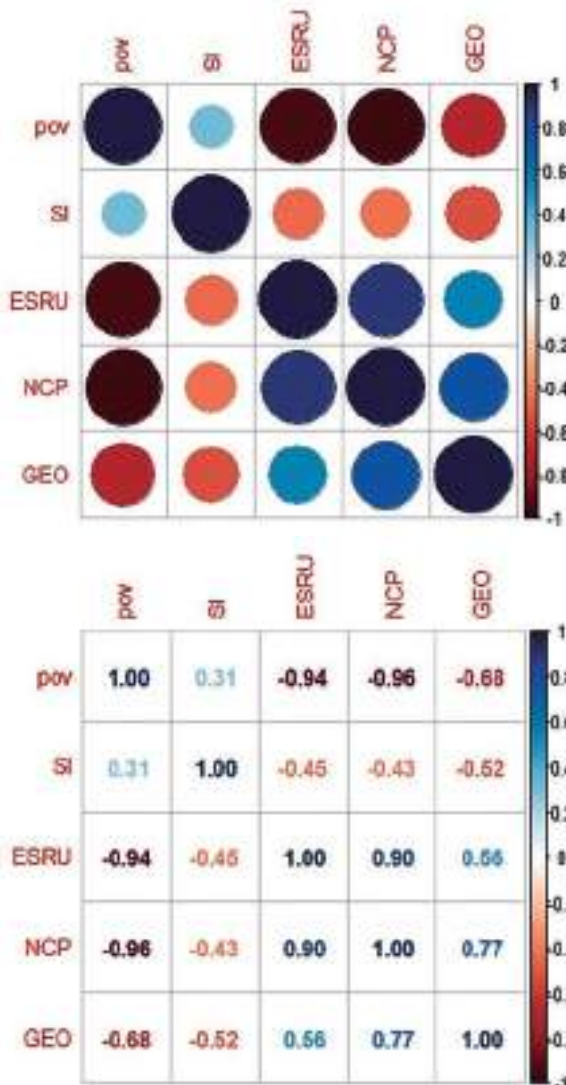 pov SI ESRU NCP GEO
pov 1
SI 0.8
0.6
0.4
0.2
ESRU 0
-0.2
NCP -0.4
-0.6
GEO -0.8
-1
pov SI ESRU NCP GEO
pov 1.00 0.31 -0.94 -0.96 -0.68
SI 0.31 1.00 -0.45 -0.43 -0.52
ESRU -0.94 -0.45 1.00 0.90 0.56
NCP -0.96 -0.43 0.90 1.00 0.77
GEO -0.68 -0.52 0.56 0.77 1.00